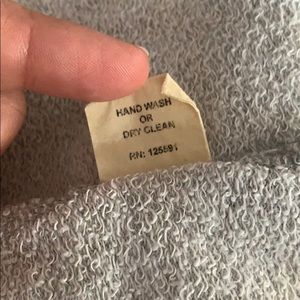 HAND WASH
OR
DRY CLEAN
RN: 125591